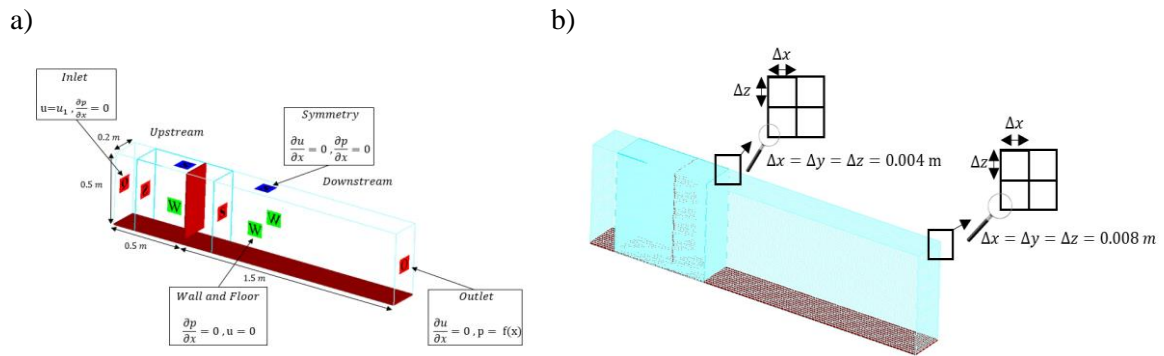 a)
Inlet
u=u₁ , ∂p/∂x = 0
0.2 m
Upstream
Symmetry
∂u/∂x = 0 , ∂p/∂x = 0
Downstream
0.5 m
S
W
S
W
W
0.5 m
1.5 m
Wall and Floor
∂p/∂x = 0 , u = 0
Outlet
∂u/∂x = 0 , p = f(x)
b)
Δx
Δz
Δx = Δy = Δz = 0.004 m
Δx
Δz
Δx = Δy = Δz = 0.008 m